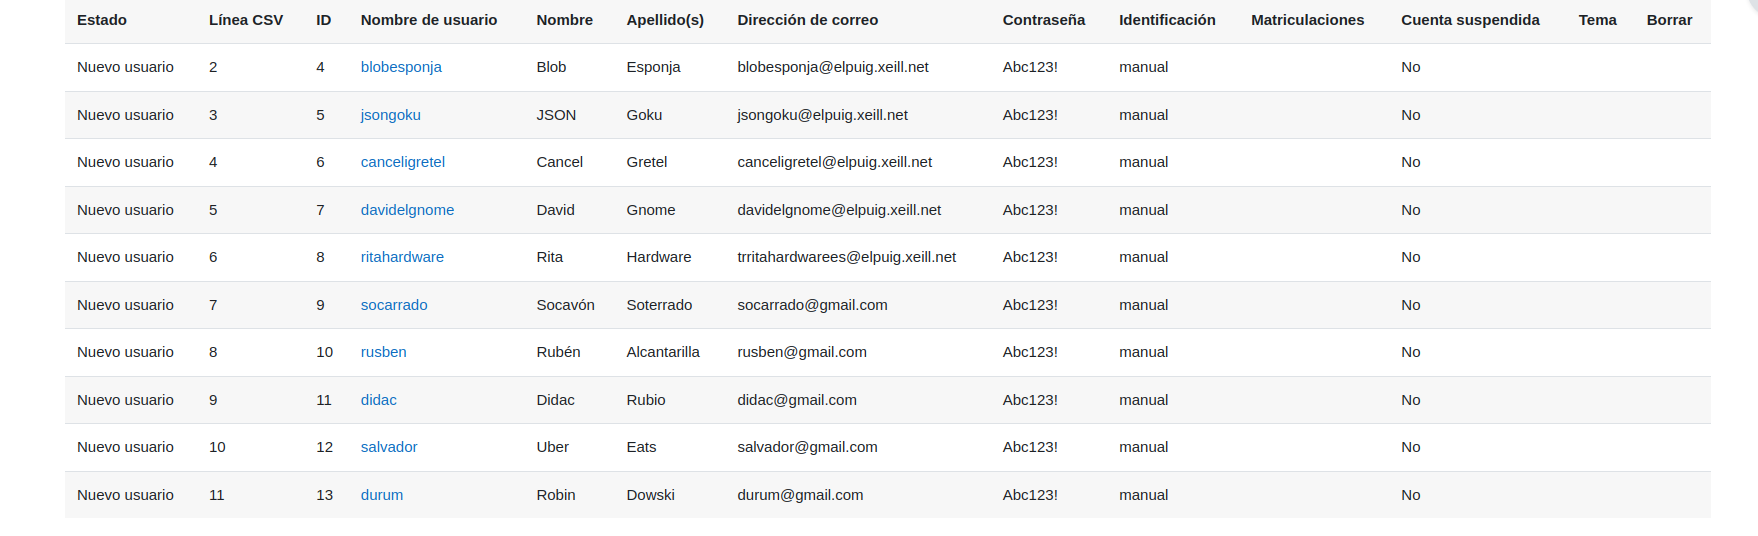 Estado Línea CSV ID Nombre de usuario Nombre Apellido(s) Dirección de correo Contraseña Identificación Matriculaciones Cuenta suspendida Tema Borrar
Nuevo usuario 2 4 blobesponja Blob Esponja blobesponja@elpuig.xeill.net Abc123! manual No
Nuevo usuario 3 5 jsongoku JSON Goku jsongoku@elpuig.xeill.net Abc123! manual No
Nuevo usuario 4 6 canceligretel Cancel Gretel canceligretel@elpuig.xeill.net Abc123! manual No
Nuevo usuario 5 7 davidelgnome David Gnome davidelgnome@elpuig.xeill.net Abc123! manual No
Nuevo usuario 6 8 ritahardware Rita Hardware trritahardwarees@elpuig.xeill.net Abc123! manual No
Nuevo usuario 7 9 socarrado Socavón Soterrado socarrado@gmail.com Abc123! manual No
Nuevo usuario 8 10 rusben Rubén Alcantarilla rusben@gmail.com Abc123! manual No
Nuevo usuario 9 11 didac Didac Rubio didac@gmail.com Abc123! manual No
Nuevo usuario 10 12 salvador Uber Eats salvador@gmail.com Abc123! manual No
Nuevo usuario 11 13 durum Robin Dowski durum@gmail.com Abc123! manual No